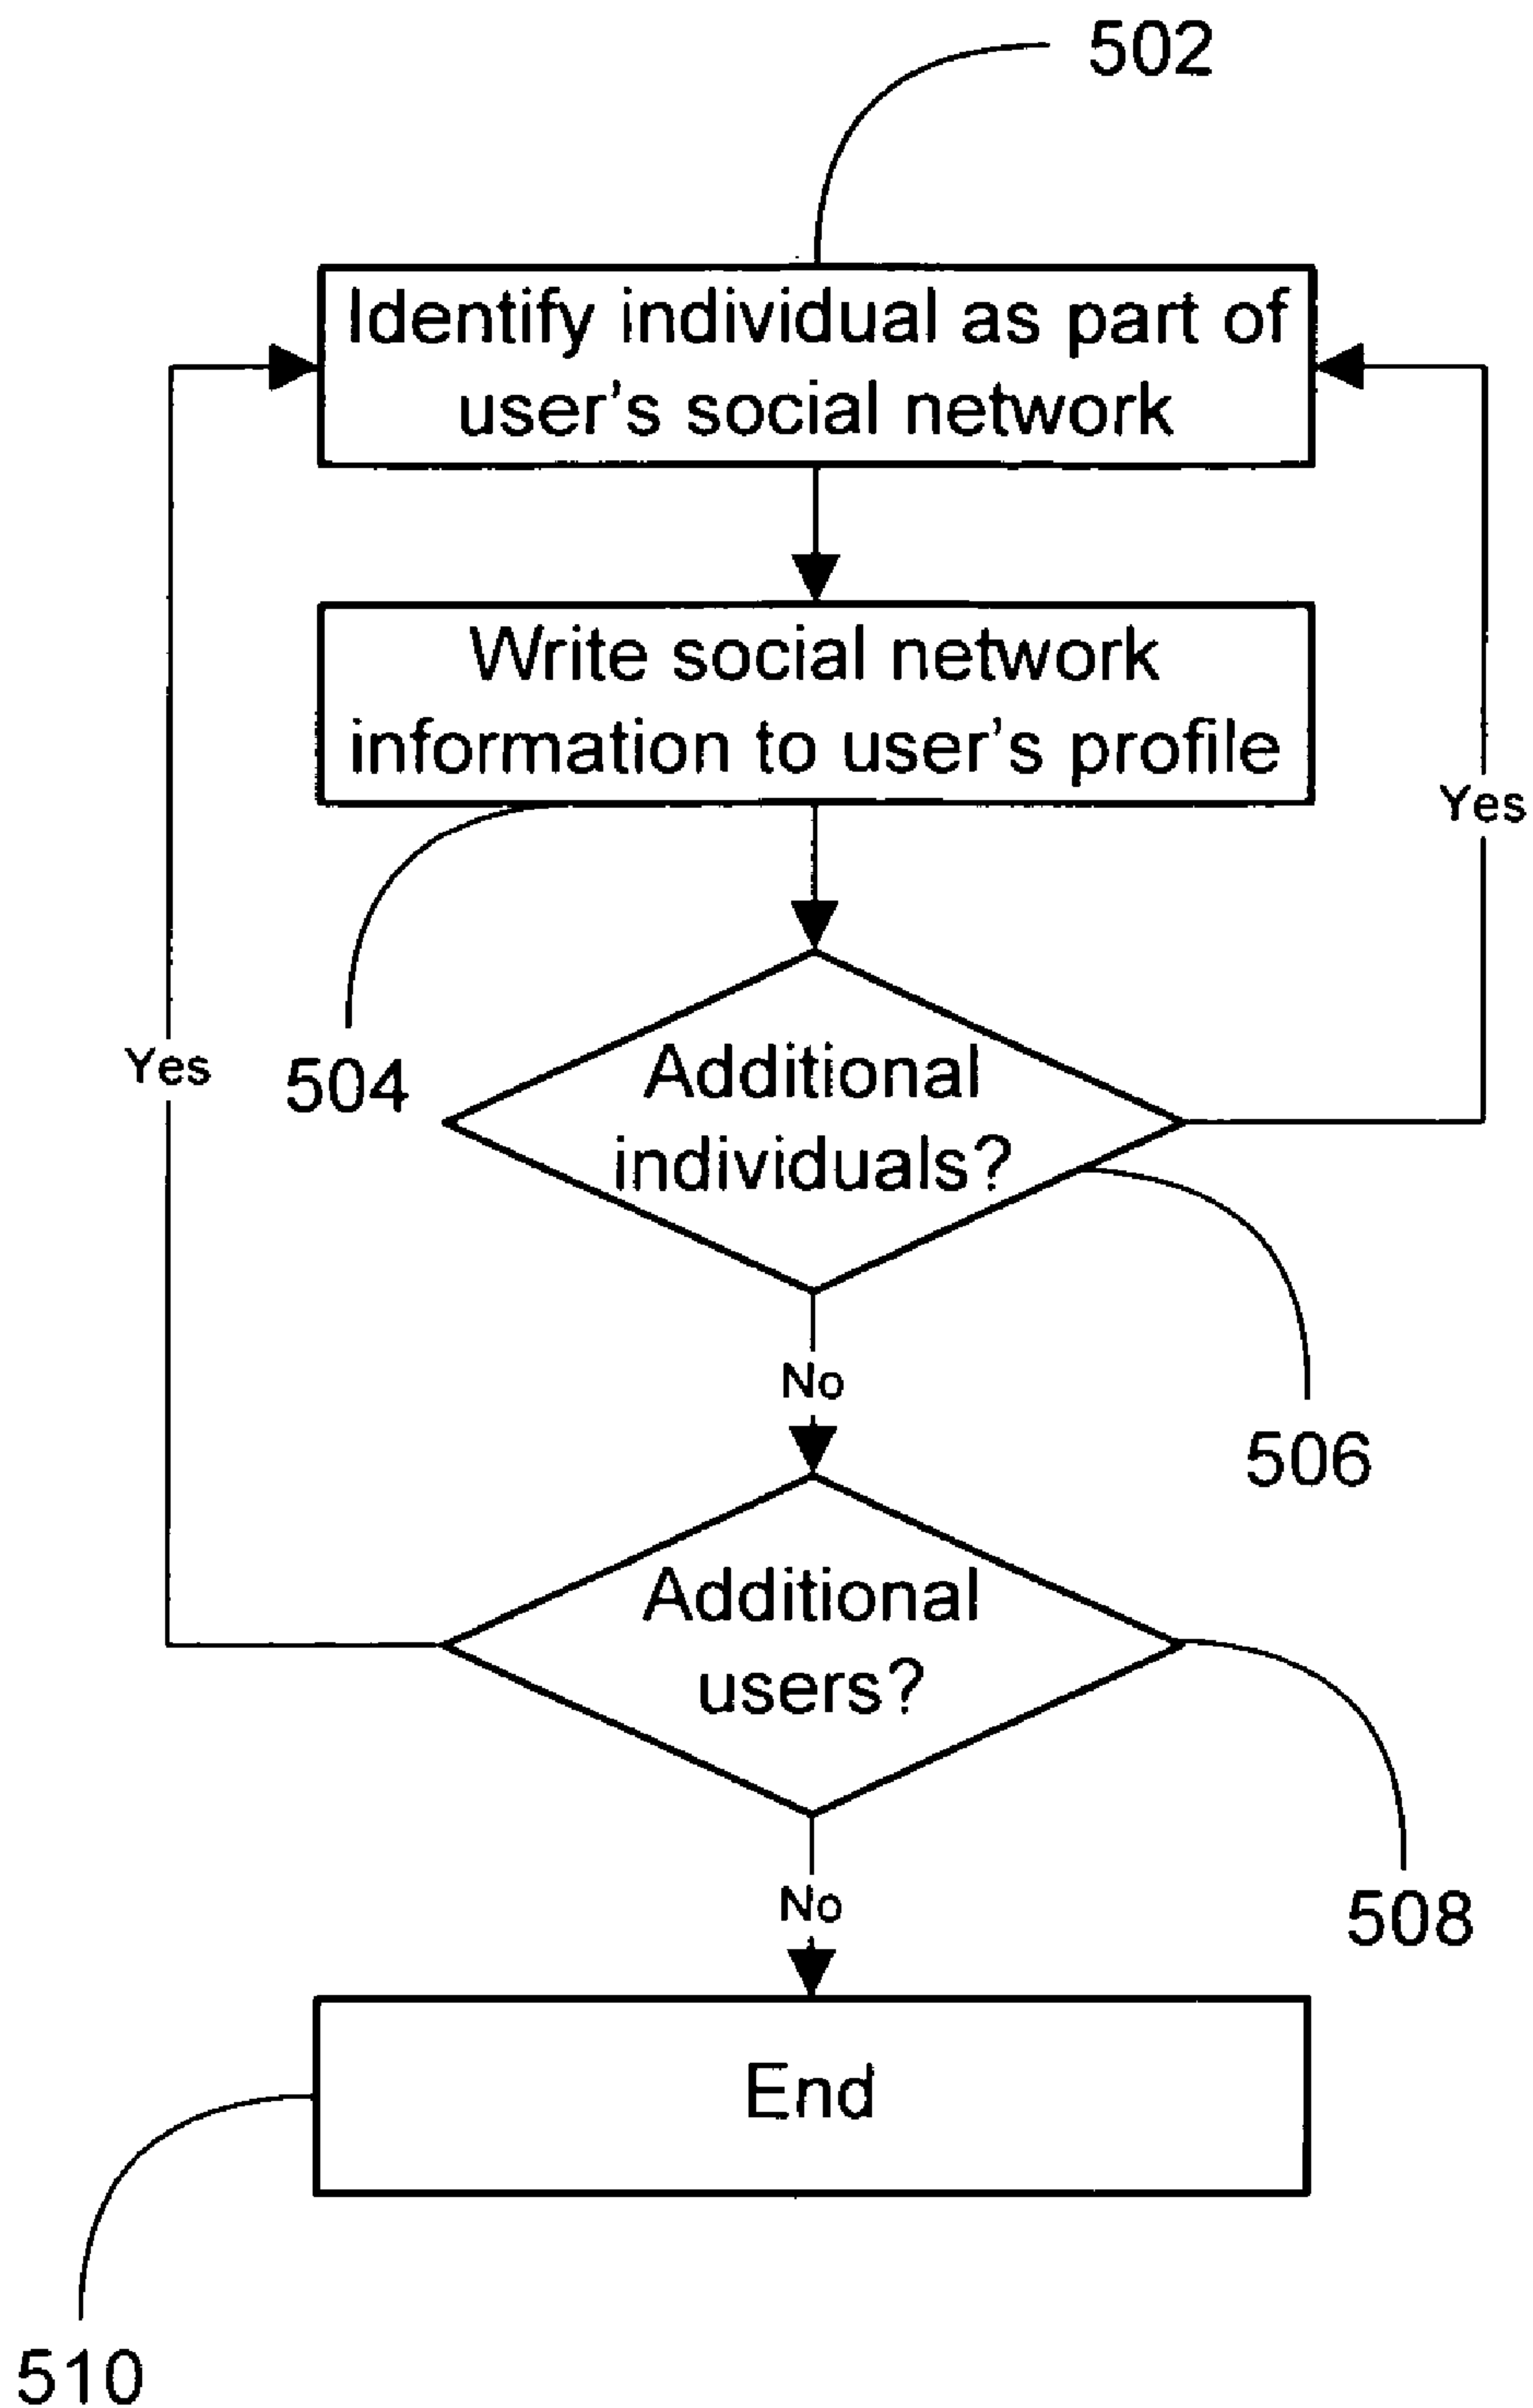 502
Identify individual as part of
user's social network
Write social network
information to user's profile
Yes
Yes
504
Additional
individuals?
No
506
Additional
users?
No
508
End
510